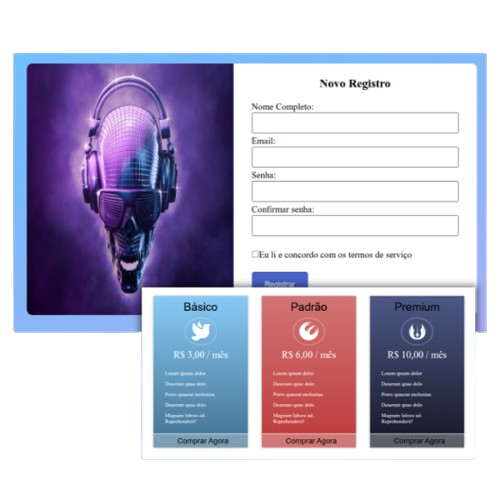 Novo Registro
Nome Completo:
Email:
Senha:
Confirmar senha:
Eu li e concordo com os termos de serviço
Registrar
Básico
R$ 3,00 / mês
Lorem ipsum dolor
Deserunt quae dolo
Porro quaerat molestias
Deserunt quae dolo
Magnam labore ad.
Reprehenderit!
Comprar Agora
Padrão
R$ 6,00 / mês
Lorem ipsum dolor
Deserunt quae dolo
Porro quaerat molestias
Deserunt quae dolo
Magnam labore ad.
Reprehenderit!
Comprar Agora
Premium
R$ 10,00 / mês
Lorem ipsum dolor
Deserunt quae dolo
Porro quaerat molestias
Deserunt quae dolo
Magnam labore ad.
Reprehenderit!
Comprar Agora